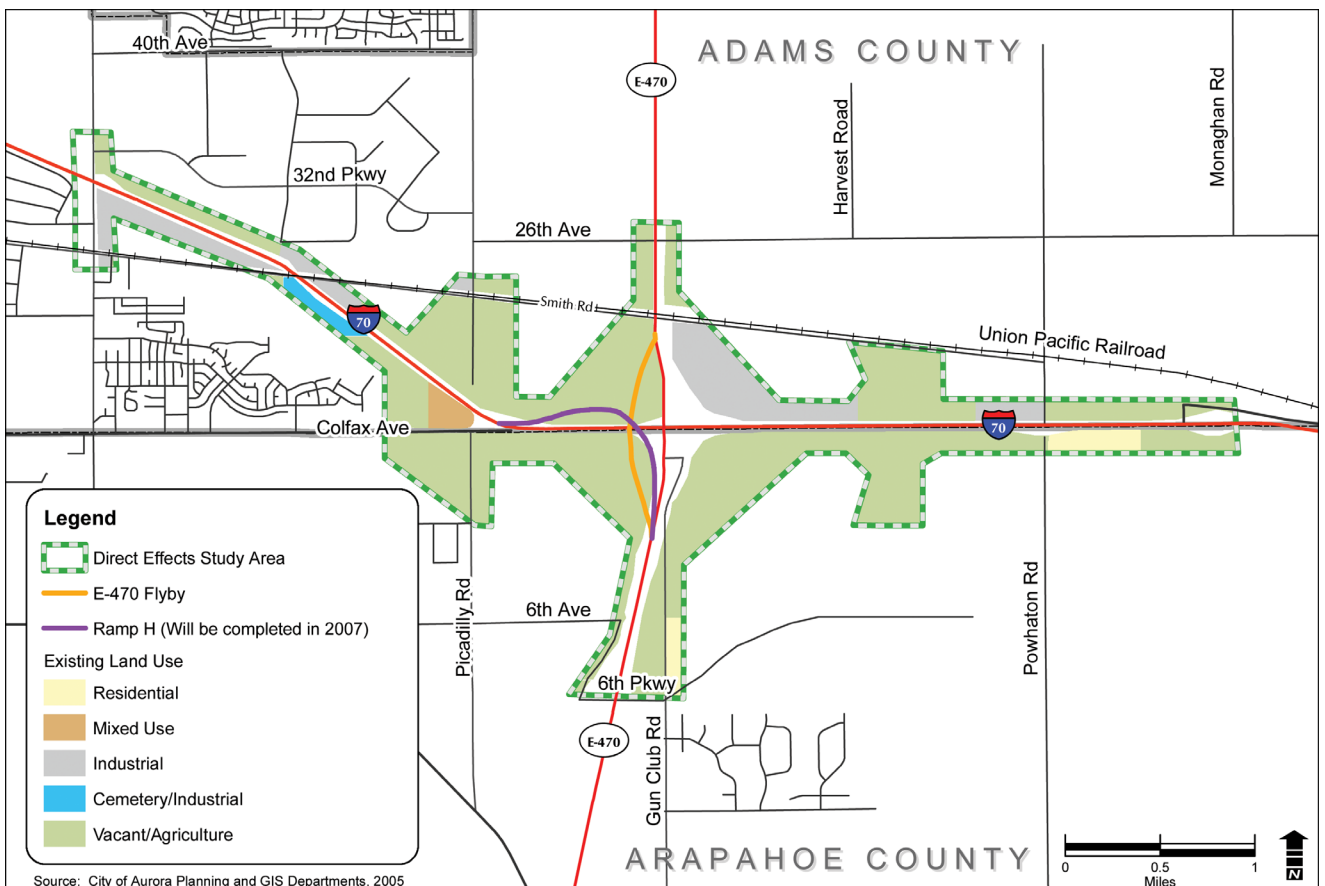 40th Ave
ADAMS COUNTY
E-470
Harvest Road
Monaghan Rd
32nd Pkwy
26th Ave
Smith Rd
70
Union Pacific Railroad
Colfax Ave
70
Legend
Direct Effects Study Area
E-470 Flyby
Ramp H (Will be completed in 2007)
Existing Land Use
Residential
Mixed Use
Industrial
Cemetery/Industrial
Vacant/Agriculture
Source: City of Aurora Planning and GIS Departments, 2005
Picadilly Rd
6th Ave
6th Pkwy
E-470
Gun Club Rd
Powhaton Rd
ARAPAHOE COUNTY
0 0.5 1
Miles
N